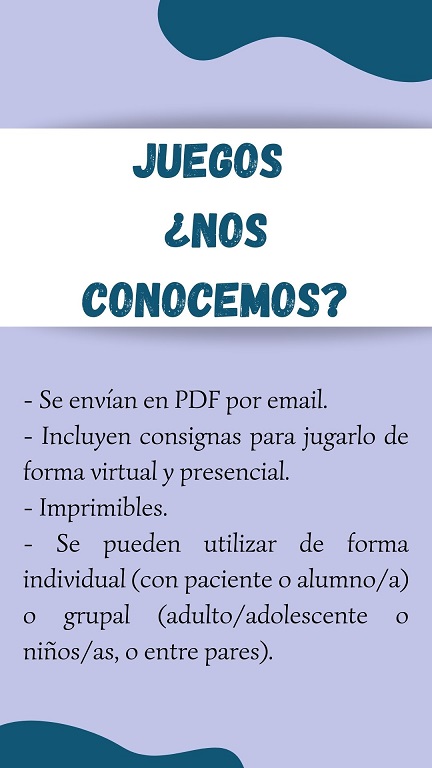 JUEGOS
¿NOS
CONOCEMOS?
- Se envían en PDF por email.
- Incluyen consignas para jugarlo de
forma virtual y presencial.
- Imprimibles.
- Se pueden utilizar de forma
individual (con paciente o alumno/a)
o grupal (adulto/adolescente o
niños/as, o entre pares).